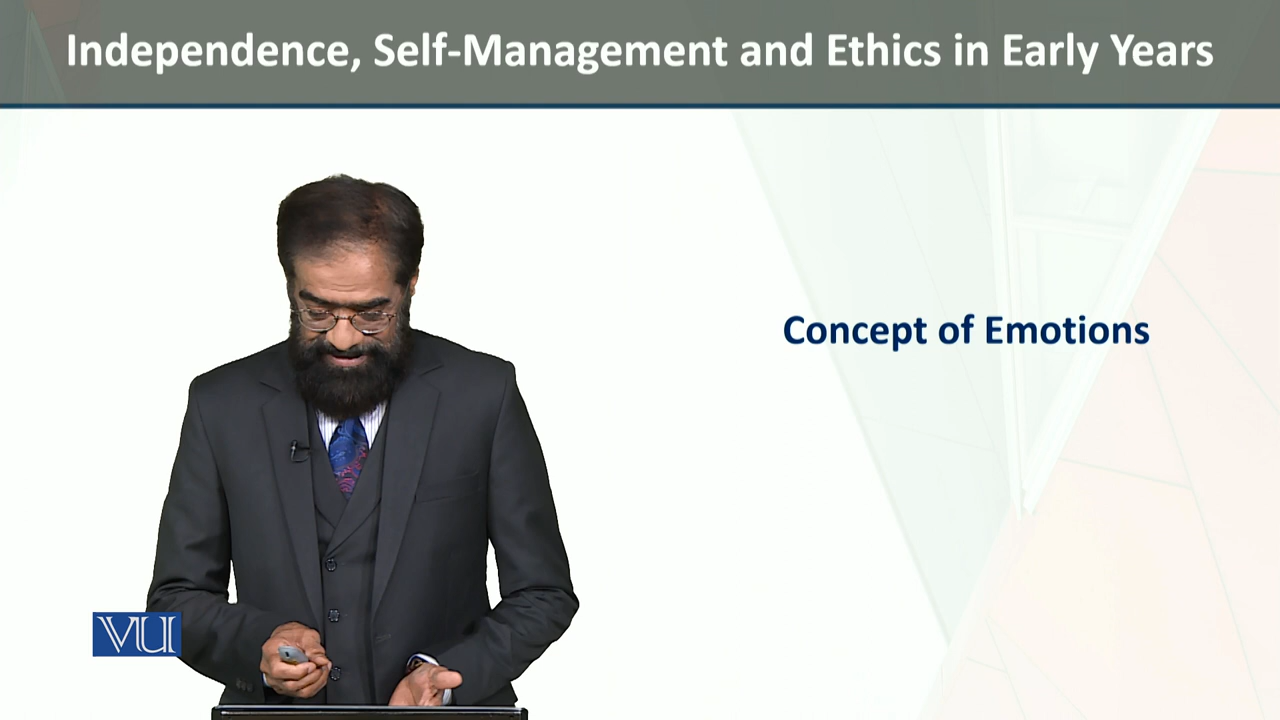 Independence, Self-Management and Ethics in Early Years
Concept of Emotions
VU